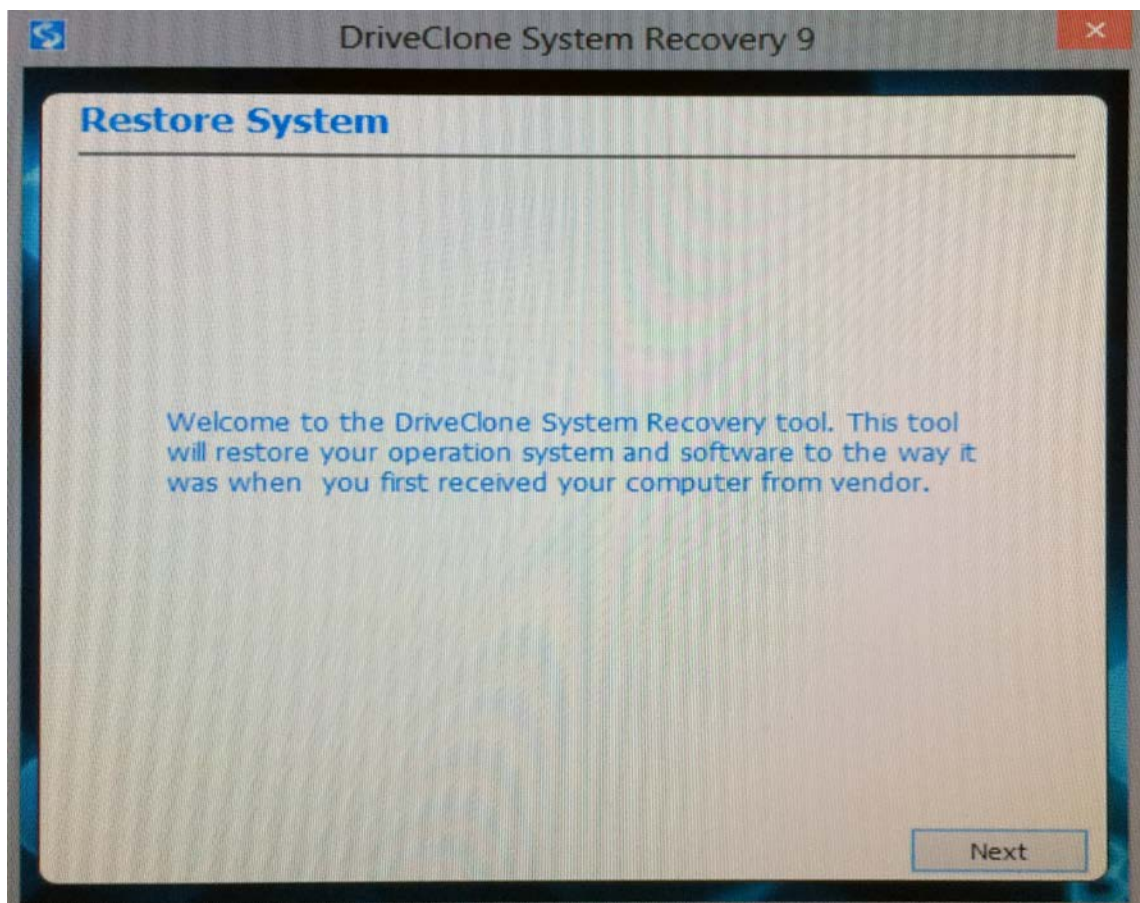 DriveClone System Recovery 9
Restore System
Welcome to the DriveClone System Recovery tool. This tool
will restore your operation system and software to the way it
was when  you first received your computer from vendor.
Next